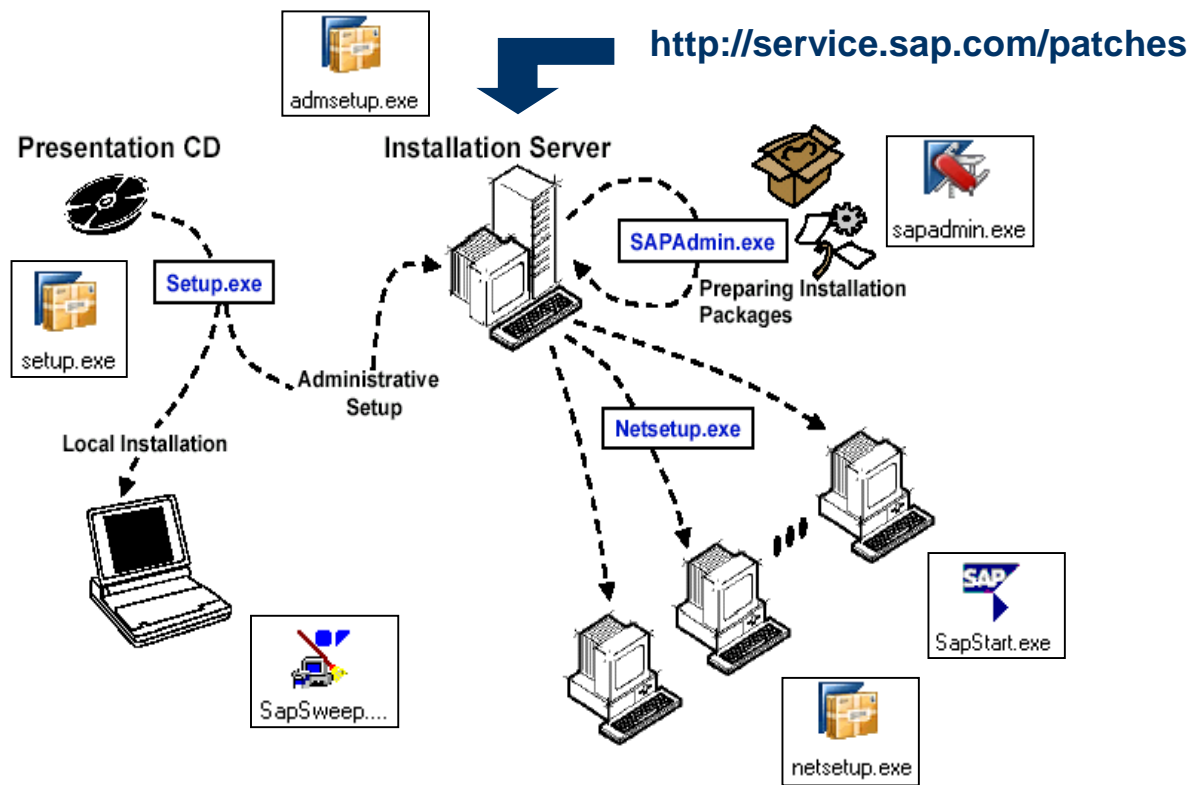 http://service.sap.com/patches
admsetup.exe
Presentation CD
Installation Server
SAPAdmin.exe
sapadmin.exe
Setup.exe
Preparing Installation
Packages
setup.exe
Administrative
Setup
Netsetup.exe
Local Installation
SAP
SapStart.exe
SapSweep....
netsetup.exe